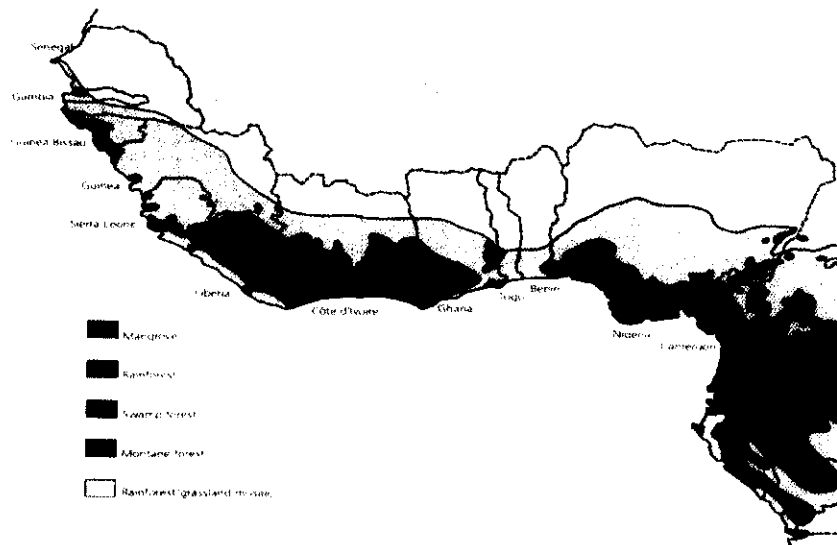 Senegal
Gambia
Guinea Bissau
Guinea
Sierra Leone
Liberia
Côte d'Ivoire
Ghana
Togo
Benin
Nigeria
Cameroon
Mangrove
Rainforest
Swamp forest
Montane forest
Rainforest/grassland mosaic